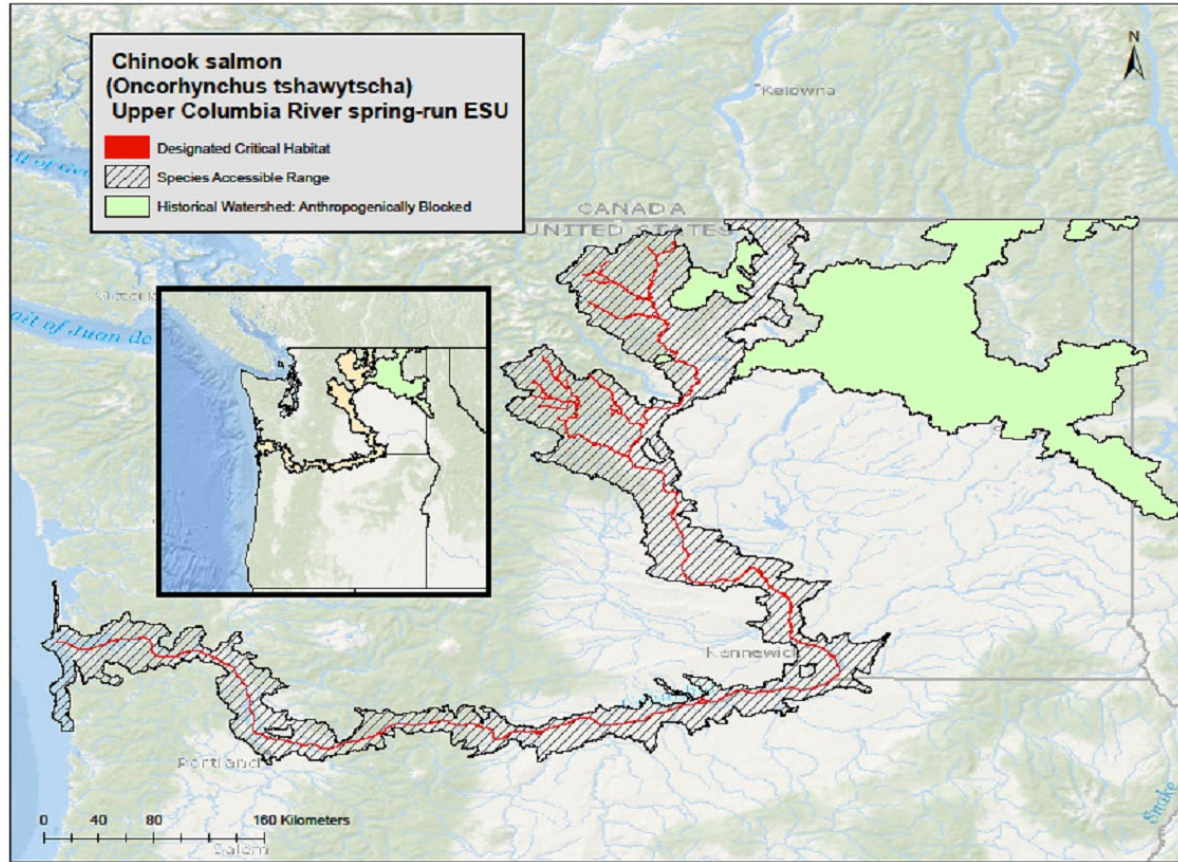 Chinook salmon
(Oncorhynchus tshawytscha)
Upper Columbia River spring-run ESU
Designated Critical Habitat
Species Accessible Range
Historical Watershed: Anthropogenically Blocked
N
Kelowna
CANADA
UNITED STATES
oit of Juan de
Kennewick
Portland
0 40 80 160 Kilometers
Salem
Snake